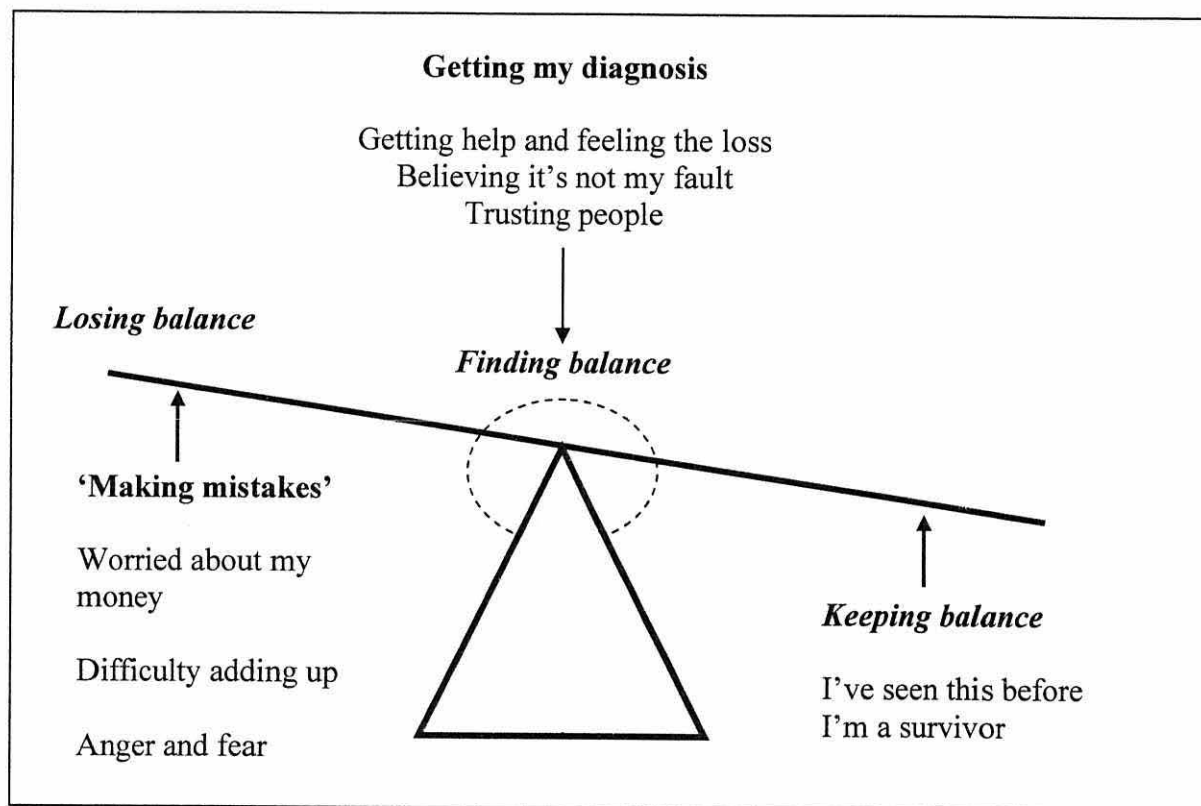 Getting my diagnosis
Getting help and feeling the loss
Believing it's not my fault
Trusting people
Losing balance
Finding balance
‘Making mistakes’
Worried about my
money
Difficulty adding up
Anger and fear
Keeping balance
I've seen this before
I'm a survivor